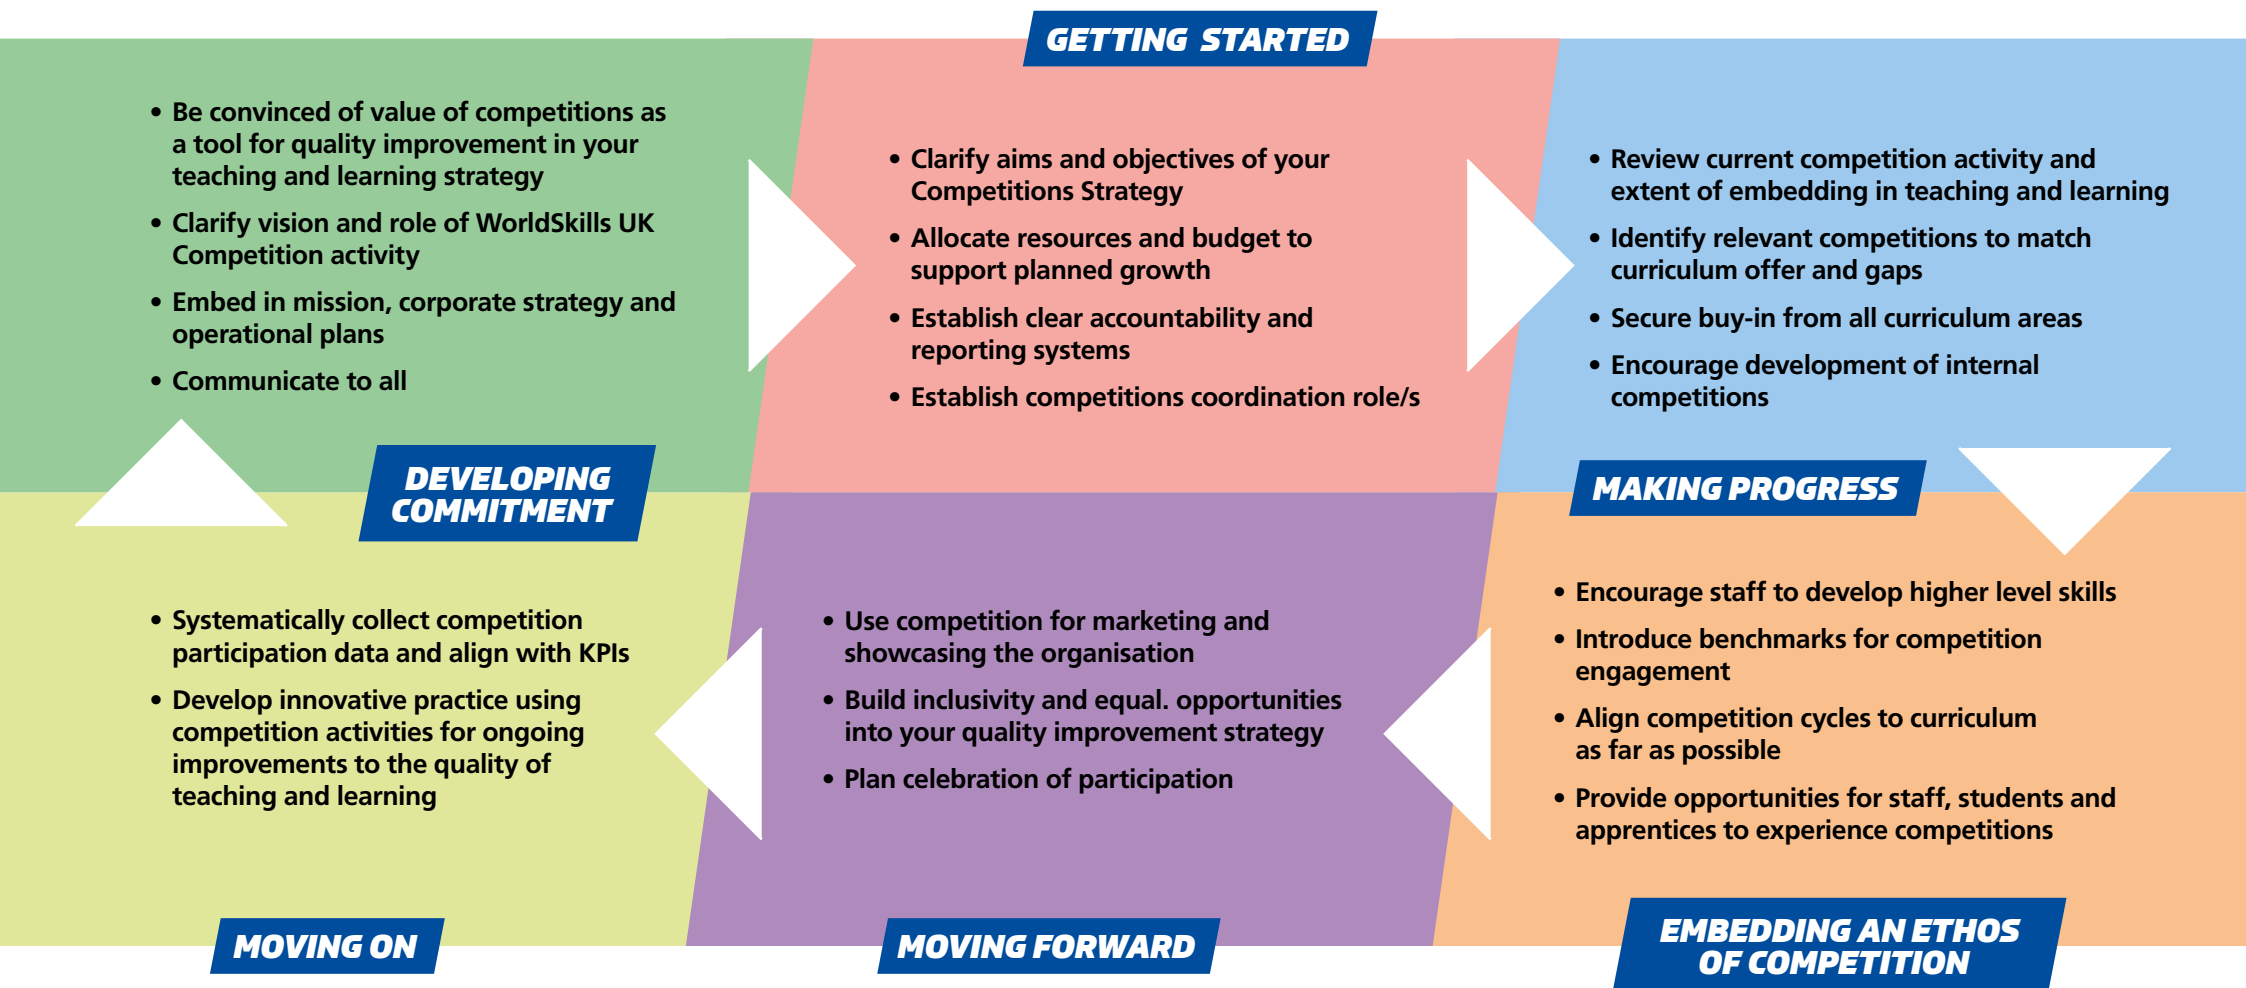 GETTING STARTED
• Be convinced of value of competitions as
a tool for quality improvement in your
teaching and learning strategy
• Clarify vision and role of WorldSkills UK
Competition activity
• Embed in mission, corporate strategy and
operational plans
• Communicate to all
DEVELOPING
COMMITMENT
• Clarify aims and objectives of your
Competitions Strategy
• Allocate resources and budget to
support planned growth
• Establish clear accountability and
reporting systems
• Establish competitions coordination role/s
• Review current competition activity and
extent of embedding in teaching and learning
• Identify relevant competitions to match
curriculum offer and gaps
• Secure buy-in from all curriculum areas
• Encourage development of internal
competitions
MAKING PROGRESS
• Encourage staff to develop higher level skills
• Introduce benchmarks for competition
engagement
• Align competition cycles to curriculum
as far as possible
• Provide opportunities for staff, students and
apprentices to experience competitions
EMBEDDING AN ETHOS
OF COMPETITION
• Use competition for marketing and
showcasing the organisation
• Build inclusivity and equal. opportunities
into your quality improvement strategy
• Plan celebration of participation
MOVING FORWARD
• Systematically collect competition
participation data and align with KPIs
• Develop innovative practice using
competition activities for ongoing
improvements to the quality of
teaching and learning
MOVING ON